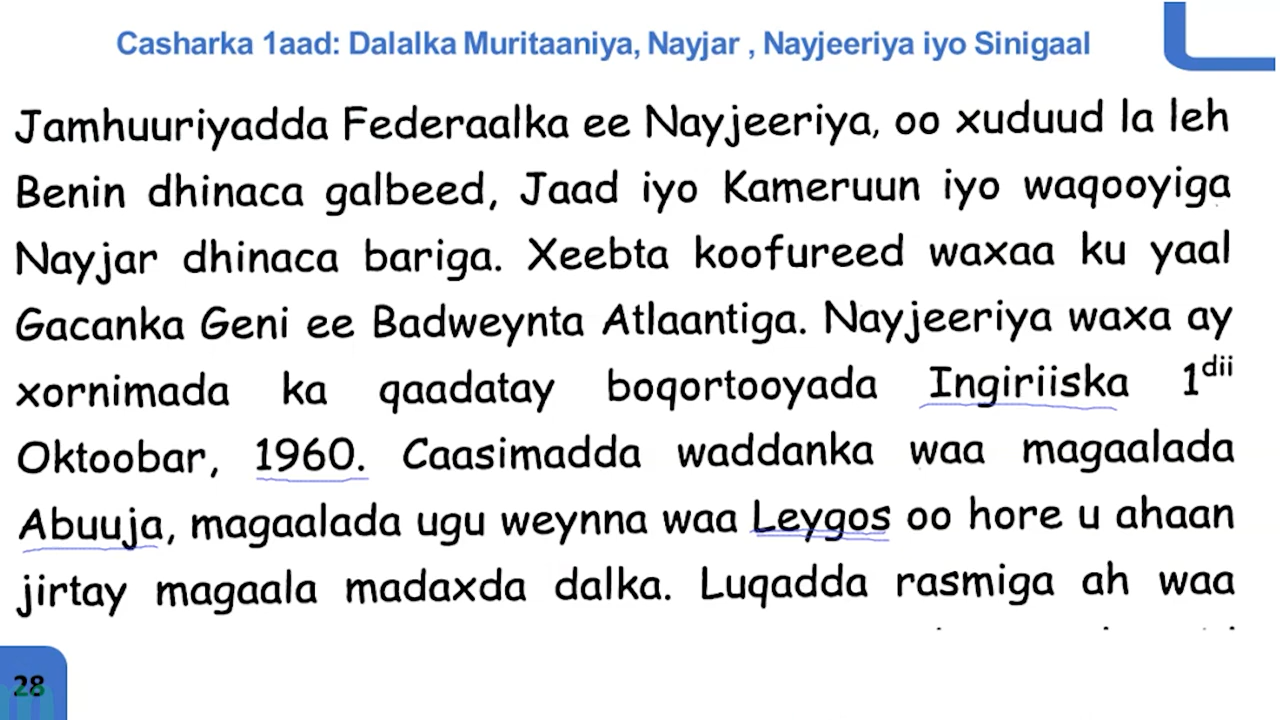 Casharka 1aad: Dalalka Muritaaniya, Nayjar , Nayjeeriya iyo Sinigaal
Jamhuuriyadda Federaalka ee Nayjeeriya, oo xuduud la leh
Benin dhinaca galbeed, Jaad iyo Kameruun iyo waqooyiga
Nayjar dhinaca bariga. Xeebta koofureed waxaa ku yaal
Gacanka Geni ee Badweynta Atlaantiga. Nayjeeriya waxa ay
xornimada ka qaadatay boqortooyada Ingiriiska 1dii
Oktoobar, 1960. Caasimadda waddanka waa magaalada
Abuuja, magaalada ugu weynna waa Leygos oo hore u ahaan
jirtay magaala madaxda dalka. Luqadda rasmiga ah waa
28